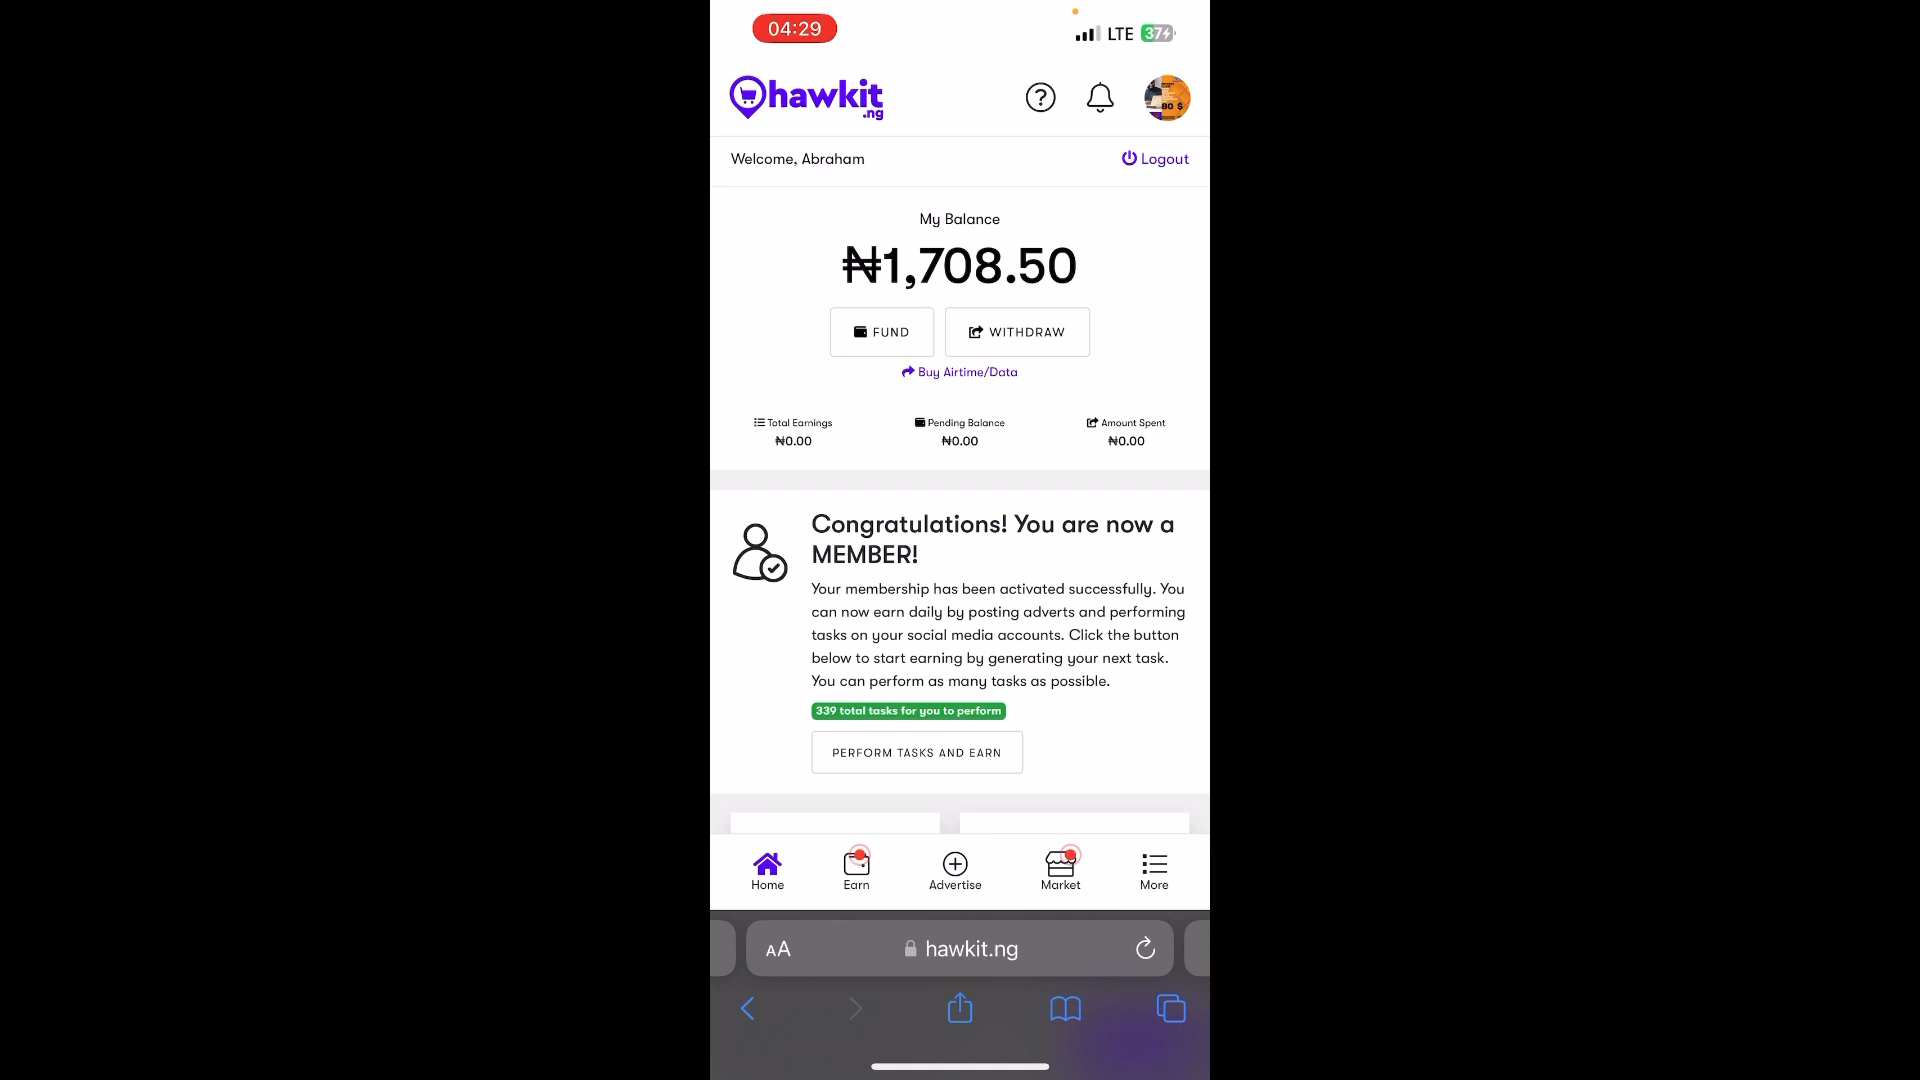 04:29
LTE 37
hawkit
.ng
80 $
Welcome, Abraham
Logout
My Balance
₦1,708.50
FUND
WITHDRAW
Buy Airtime/Data
Total Earnings
₦0.00
Pending Balance
₦0.00
Amount Spent
₦0.00
Congratulations! You are now a
MEMBER!
Your membership has been activated successfully. You
can now earn daily by posting adverts and performing
tasks on your social media accounts. Click the button
below to start earning by generating your next task.
You can perform as many tasks as possible.
339 total tasks for you to perform
PERFORM TASKS AND EARN
Home
Earn
Advertise
Market
More
AA
hawkit.ng